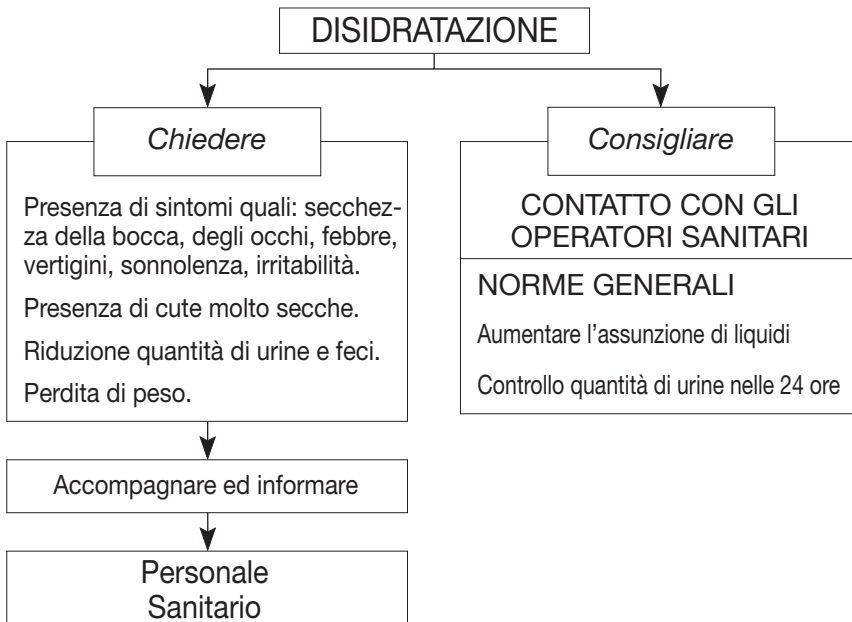 DISIDRATAZIONE
Chiedere
Presenza di sintomi quali: secchez-
za della bocca, degli occhi, febbre,
vertigini, sonnolenza, irritabilità.
Presenza di cute molto secche.
Riduzione quantità di urine e feci.
Perdita di peso.
Accompagnare ed informare
Personale
Sanitario
Consigliare
CONTATTO CON GLI
OPERATORI SANITARI
NORME GENERALI
Aumentare l’assunzione di liquidi
Controllo quantità di urine nelle 24 ore